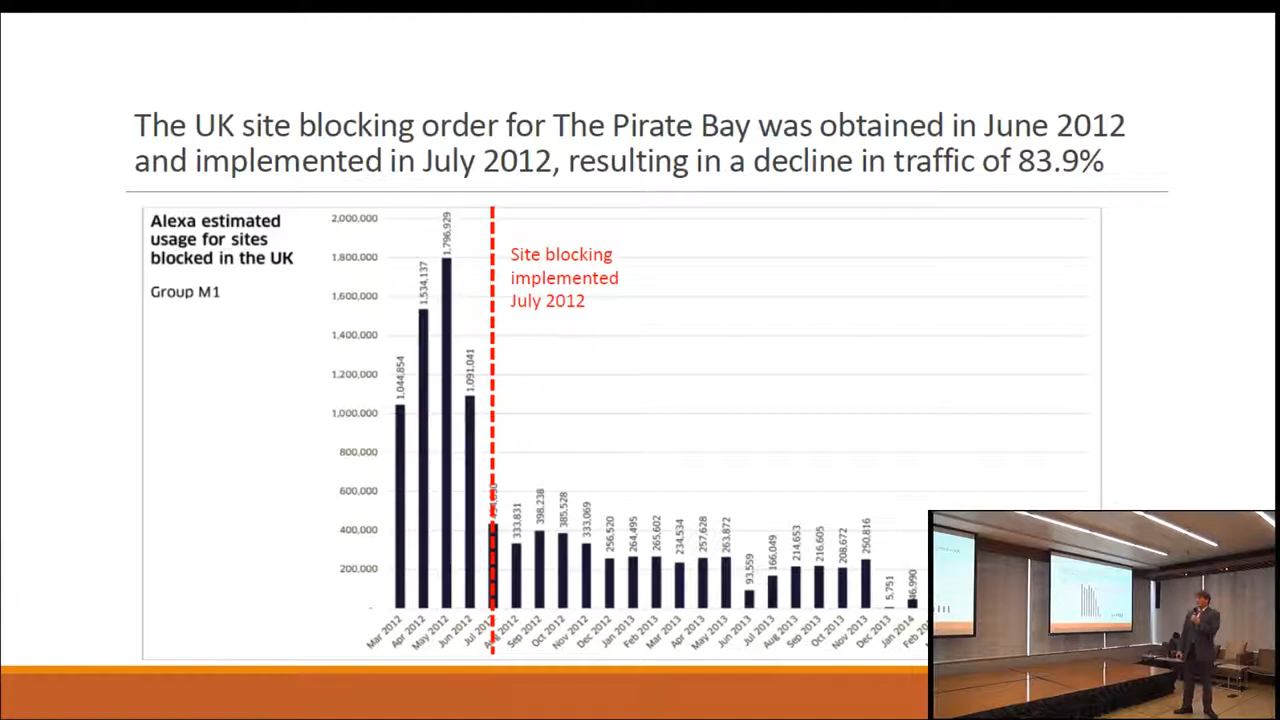 The UK site blocking order for The Pirate Bay was obtained in June 2012
and implemented in July 2012, resulting in a decline in traffic of 83.9%
Alexa estimated
usage for sites
blocked in the UK
Group M1
Site blocking
implemented
July 2012
2,000,000
1,800,000
1,600,000
1,400,000
1,200,000
1,000,000
800,000
600,000
400,000
200,000
-
1,044,854
1,534,137
1,796,929
1,091,041
333,831
398,238
385,528
333,069
256,520
264,495
265,602
234,534
257,628
263,872
93,559
166,049
214,653
216,605
208,672
250,816
5,751
46,990
Mar 2012
Apr 2012
May 2012
Jun 2012
Jul 2012
Aug 2012
Sep 2012
Oct 2012
Nov 2012
Dec 2012
Jan 2013
Feb 2013
Mar 2013
Apr 2013
May 2013
Jun 2013
Jul 2013
Aug 2013
Sep 2013
Oct 2013
Nov 2013
Dec 2013
Jan 2014
Feb